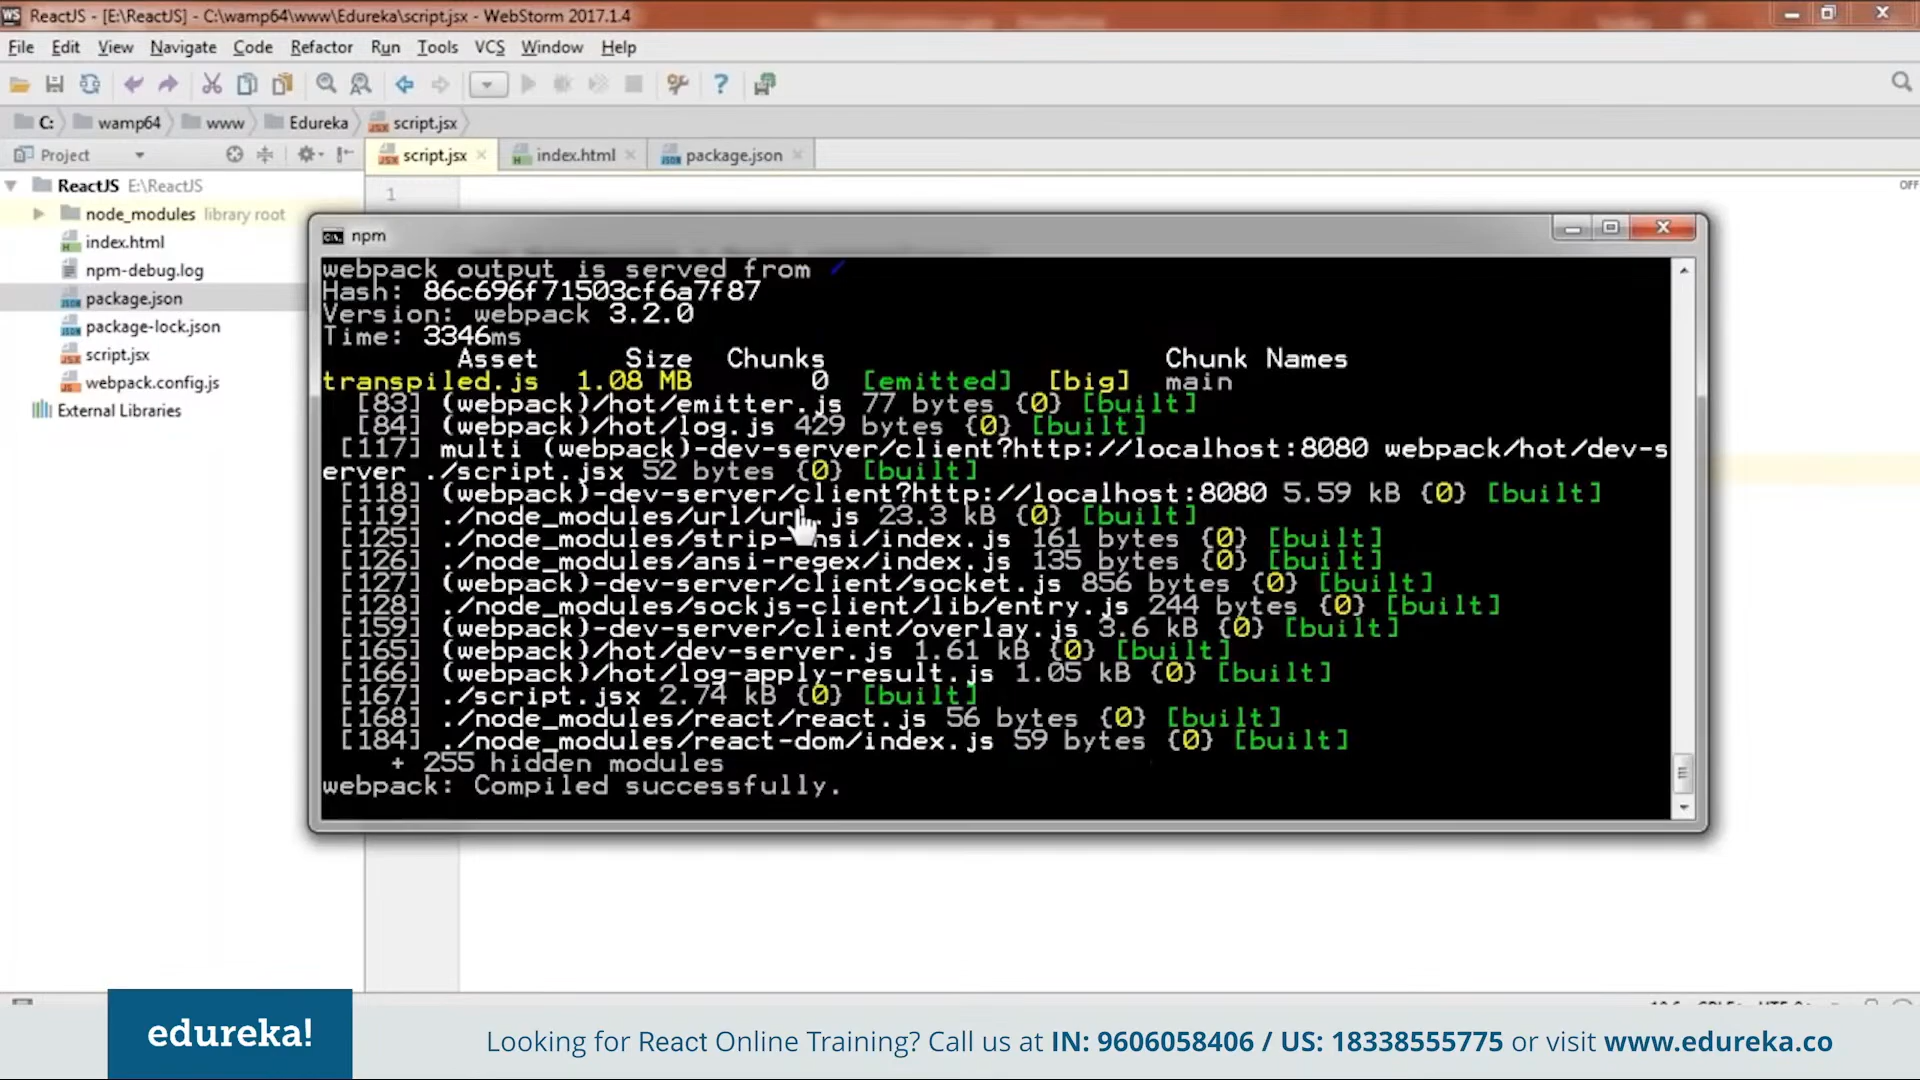 ReactJS - [E:\ReactJS] - C:\wamp64\www\Edureka\script.jsx - WebStorm 2017.1.4
File Edit View Navigate Code Refactor Run Tools VCS Window Help
C: wamp64 www Edureka script.jsx
Project
script.jsx index.html package.json
ReactJS E:\ReactJS
node_modules library root
index.html
npm-debug.log
package.json
package-lock.json
script.jsx
webpack.config.js
External Libraries
1
OFF
npm
webpack output is served from /
Hash: 86c696f71503cf6a7f87
Version: webpack 3.2.0
Time: 3346ms
Asset Size Chunks Chunk Names
transpiled.js 1.08 MB 0 [emitted] [big] main
[83] (webpack)/hot/emitter.js 77 bytes {0} [built]
[84] (webpack)/hot/log.js 429 bytes {0} [built]
[117] multi (webpack)-dev-server/client?http://localhost:8080 webpack/hot/dev-s
erver ./script.jsx 52 bytes {0} [built]
[118] (webpack)-dev-server/client?http://localhost:8080 5.59 kB {0} [built]
[119] ./node_modules/url/url.js 23.3 kB {0} [built]
[125] ./node_modules/strip-ansi/index.js 161 bytes {0} [built]
[126] ./node_modules/ansi-regex/index.js 135 bytes {0} [built]
[127] (webpack)-dev-server/client/socket.js 856 bytes {0} [built]
[128] ./node_modules/sockjs-client/lib/entry.js 244 bytes {0} [built]
[159] (webpack)-dev-server/client/overlay.js 3.6 kB {0} [built]
[165] (webpack)/hot/dev-server.js 1.61 kB {0} [built]
[166] (webpack)/hot/log-apply-result.js 1.05 kB {0} [built]
[167] ./script.jsx 2.74 kB {0} [built]
[168] ./node_modules/react/react.js 56 bytes {0} [built]
[184] ./node_modules/react-dom/index.js 59 bytes {0} [built]
+ 255 hidden modules
webpack: Compiled successfully.
edureka!
Looking for React Online Training? Call us at IN: 9606058406 / US: 18338555775 or visit www.edureka.co